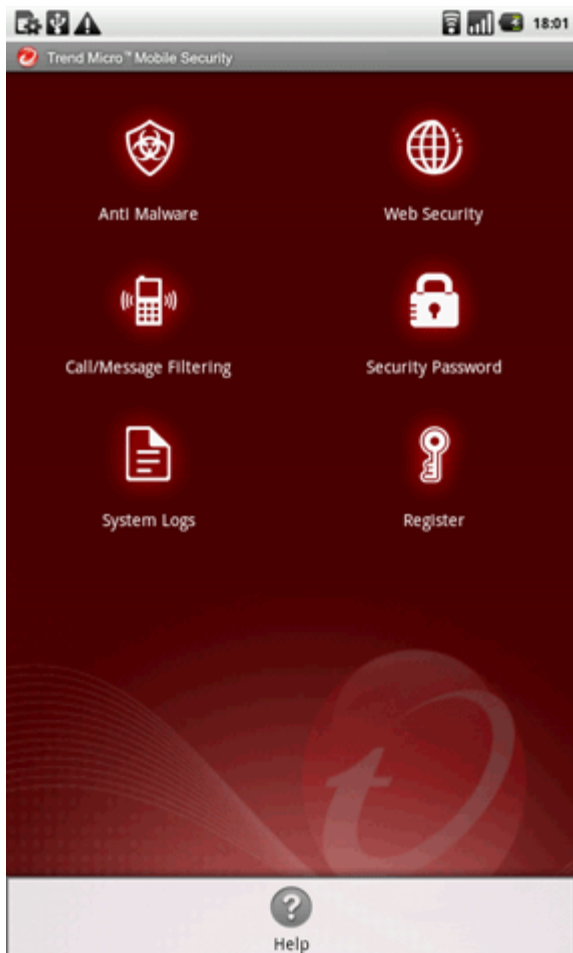 18:01
Trend Micro™ Mobile Security
Anti Malware
Web Security
Call/Message Filtering
Security Password
System Logs
Register
?
Help